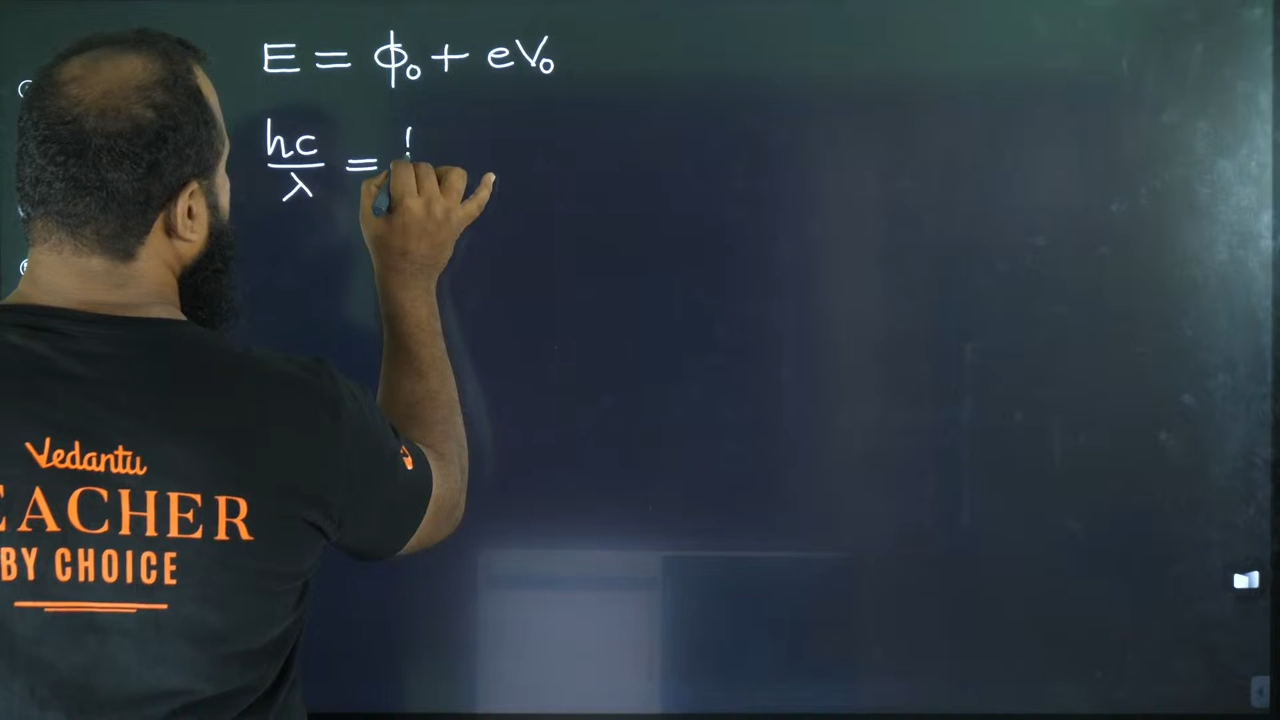 E = ϕ₀ + eV₀
hc/λ =
Vedantu
EACHER
BY CHOICE